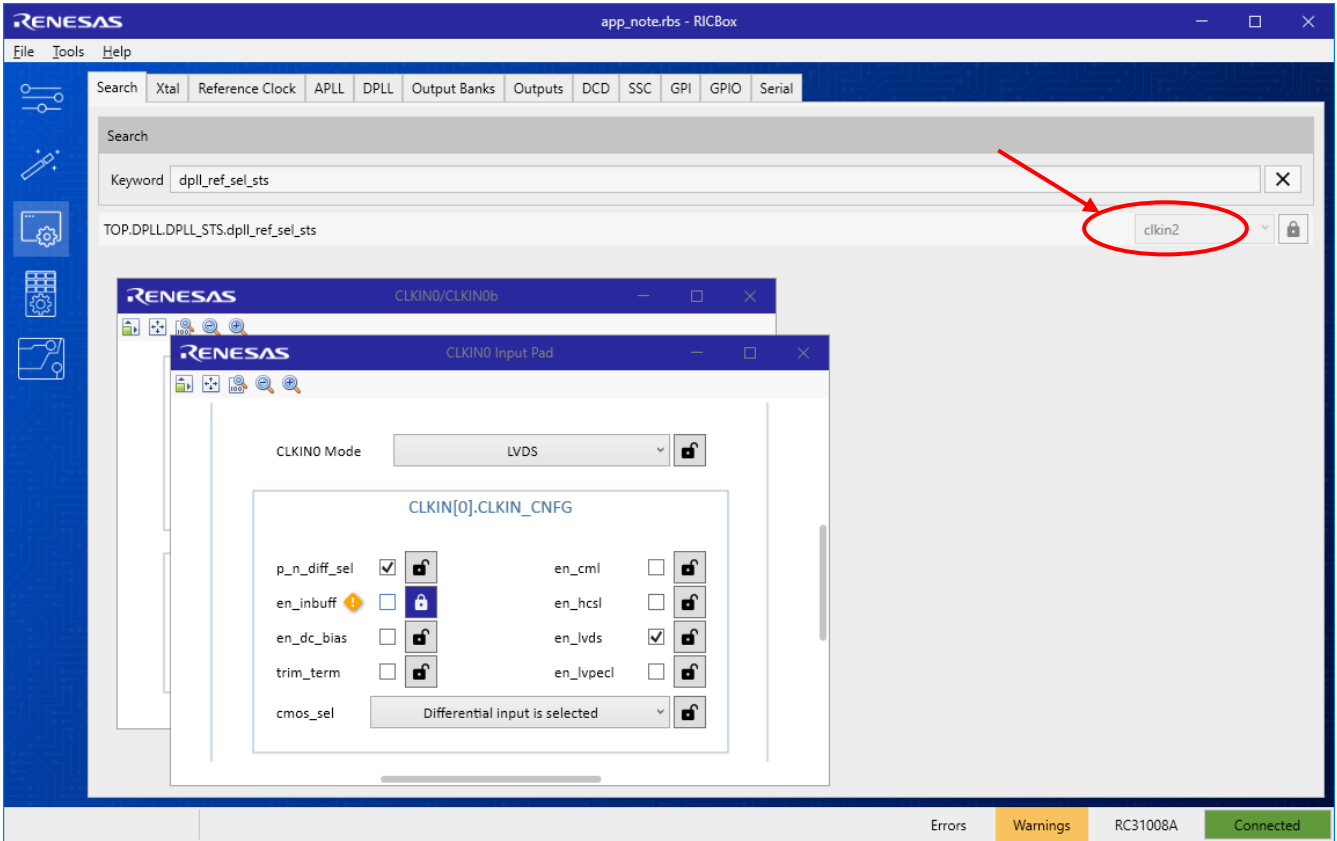 RENESAS
app_note.rbs - RICBox
File Tools Help
Search Xtal Reference Clock APLL DPLL Output Banks Outputs DCD SSC GPI GPIO Serial
Search
Keyword dpll_ref_sel_sts
TOP.DPLL.DPLL_STS.dpll_ref_sel_sts clkin2
RENESAS CLKIN0/CLKIN0b
RENESAS CLKIN0 Input Pad
CLKIN0 Mode LVDS
CLKIN[0].CLKIN_CNFG
p_n_diff_sel en_cml
en_inbuff en_hcsl
en_dc_bias en_lvds
trim_term en_lvpecl
cmos_sel Differential input is selected
Errors Warnings RC31008A Connected